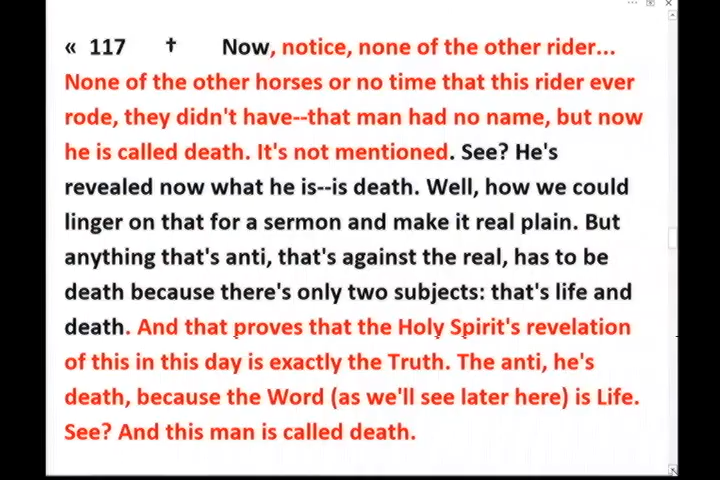 « 117 ✝ Now, notice, none of the other rider...
None of the other horses or no time that this rider ever
rode, they didn't have--that man had no name, but now
he is called death. It's not mentioned. See? He's
revealed now what he is--is death. Well, how we could
linger on that for a sermon and make it real plain. But
anything that's anti, that's against the real, has to be
death because there's only two subjects: that's life and
death. And that proves that the Holy Spirit's revelation
of this in this day is exactly the Truth. The anti, he's
death, because the Word (as we'll see later here) is Life.
See? And this man is called death.